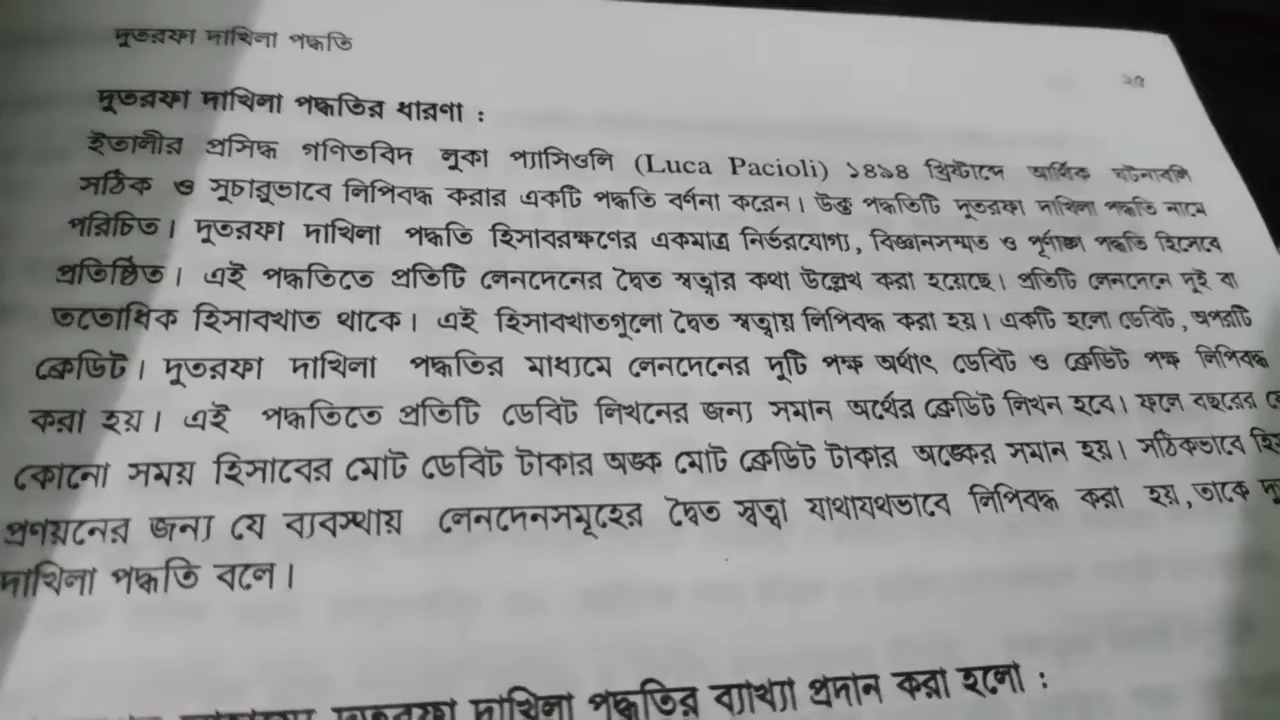 দুতরফা দাখিলা পদ্ধতি
২৫
দুতরফা দাখিলা পদ্ধতির ধারণা :
ইতালীর প্রসিদ্ধ গণিতবিদ লুকা প্যাসিওলি (Luca Pacioli) ১৪৯৪ খ্রিস্টাব্দে আর্থিক ঘটনাবলি
সঠিক ও সুচারুভাবে লিপিবদ্ধ করার একটি পদ্ধতি বর্ণনা করেন। উক্ত পদ্ধতিটি দুতরফা দাখিলা পদ্ধতি নামে
পরিচিত। দুতরফা দাখিলা পদ্ধতি হিসাবরক্ষণের একমাত্র নির্ভরযোগ্য, বিজ্ঞানসম্মত ও পূর্ণাঙ্গ পদ্ধতি হিসেবে
প্রতিষ্ঠিত। এই পদ্ধতিতে প্রতিটি লেনদেনের দ্বৈত স্বত্বার কথা উল্লেখ করা হয়েছে। প্রতিটি লেনদেনে দুই বা
ততোধিক হিসাবখাত থাকে। এই হিসাবখাতগুলো দ্বৈত স্বত্বায় লিপিবদ্ধ করা হয়। একটি হলো ডেবিট, অপরটি
ক্রেডিট। দুতরফা দাখিলা পদ্ধতির মাধ্যমে লেনদেনের দুটি পক্ষ অর্থাৎ ডেবিট ও ক্রেডিট পক্ষ লিপিবদ্ধ
করা হয়। এই পদ্ধতিতে প্রতিটি ডেবিট লিখনের জন্য সমান অর্থের ক্রেডিট লিখন হবে। ফলে বছরের
কোনো সময় হিসাবের মোট ডেবিট টাকার অঙ্ক মোট ক্রেডিট টাকার অঙ্কের সমান হয়। সঠিকভাবে
প্রণয়নের জন্য যে ব্যবস্থায় লেনদেনসমূহের দ্বৈত স্বত্বা যাথাযথভাবে লিপিবদ্ধ করা হয়, তাকে
দাখিলা পদ্ধতি বলে।
দুতরফা দাখিলা পদ্ধতির ব্যাখ্যা প্রদান করা হলো :